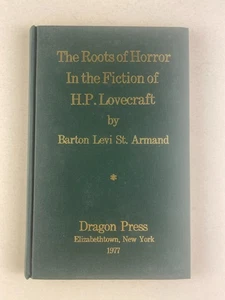 The Roots of Horror
In the Fiction of
H.P. Lovecraft
by
Barton Levi St. Armand
*
Dragon Press
Elizabethtown, New York
1977